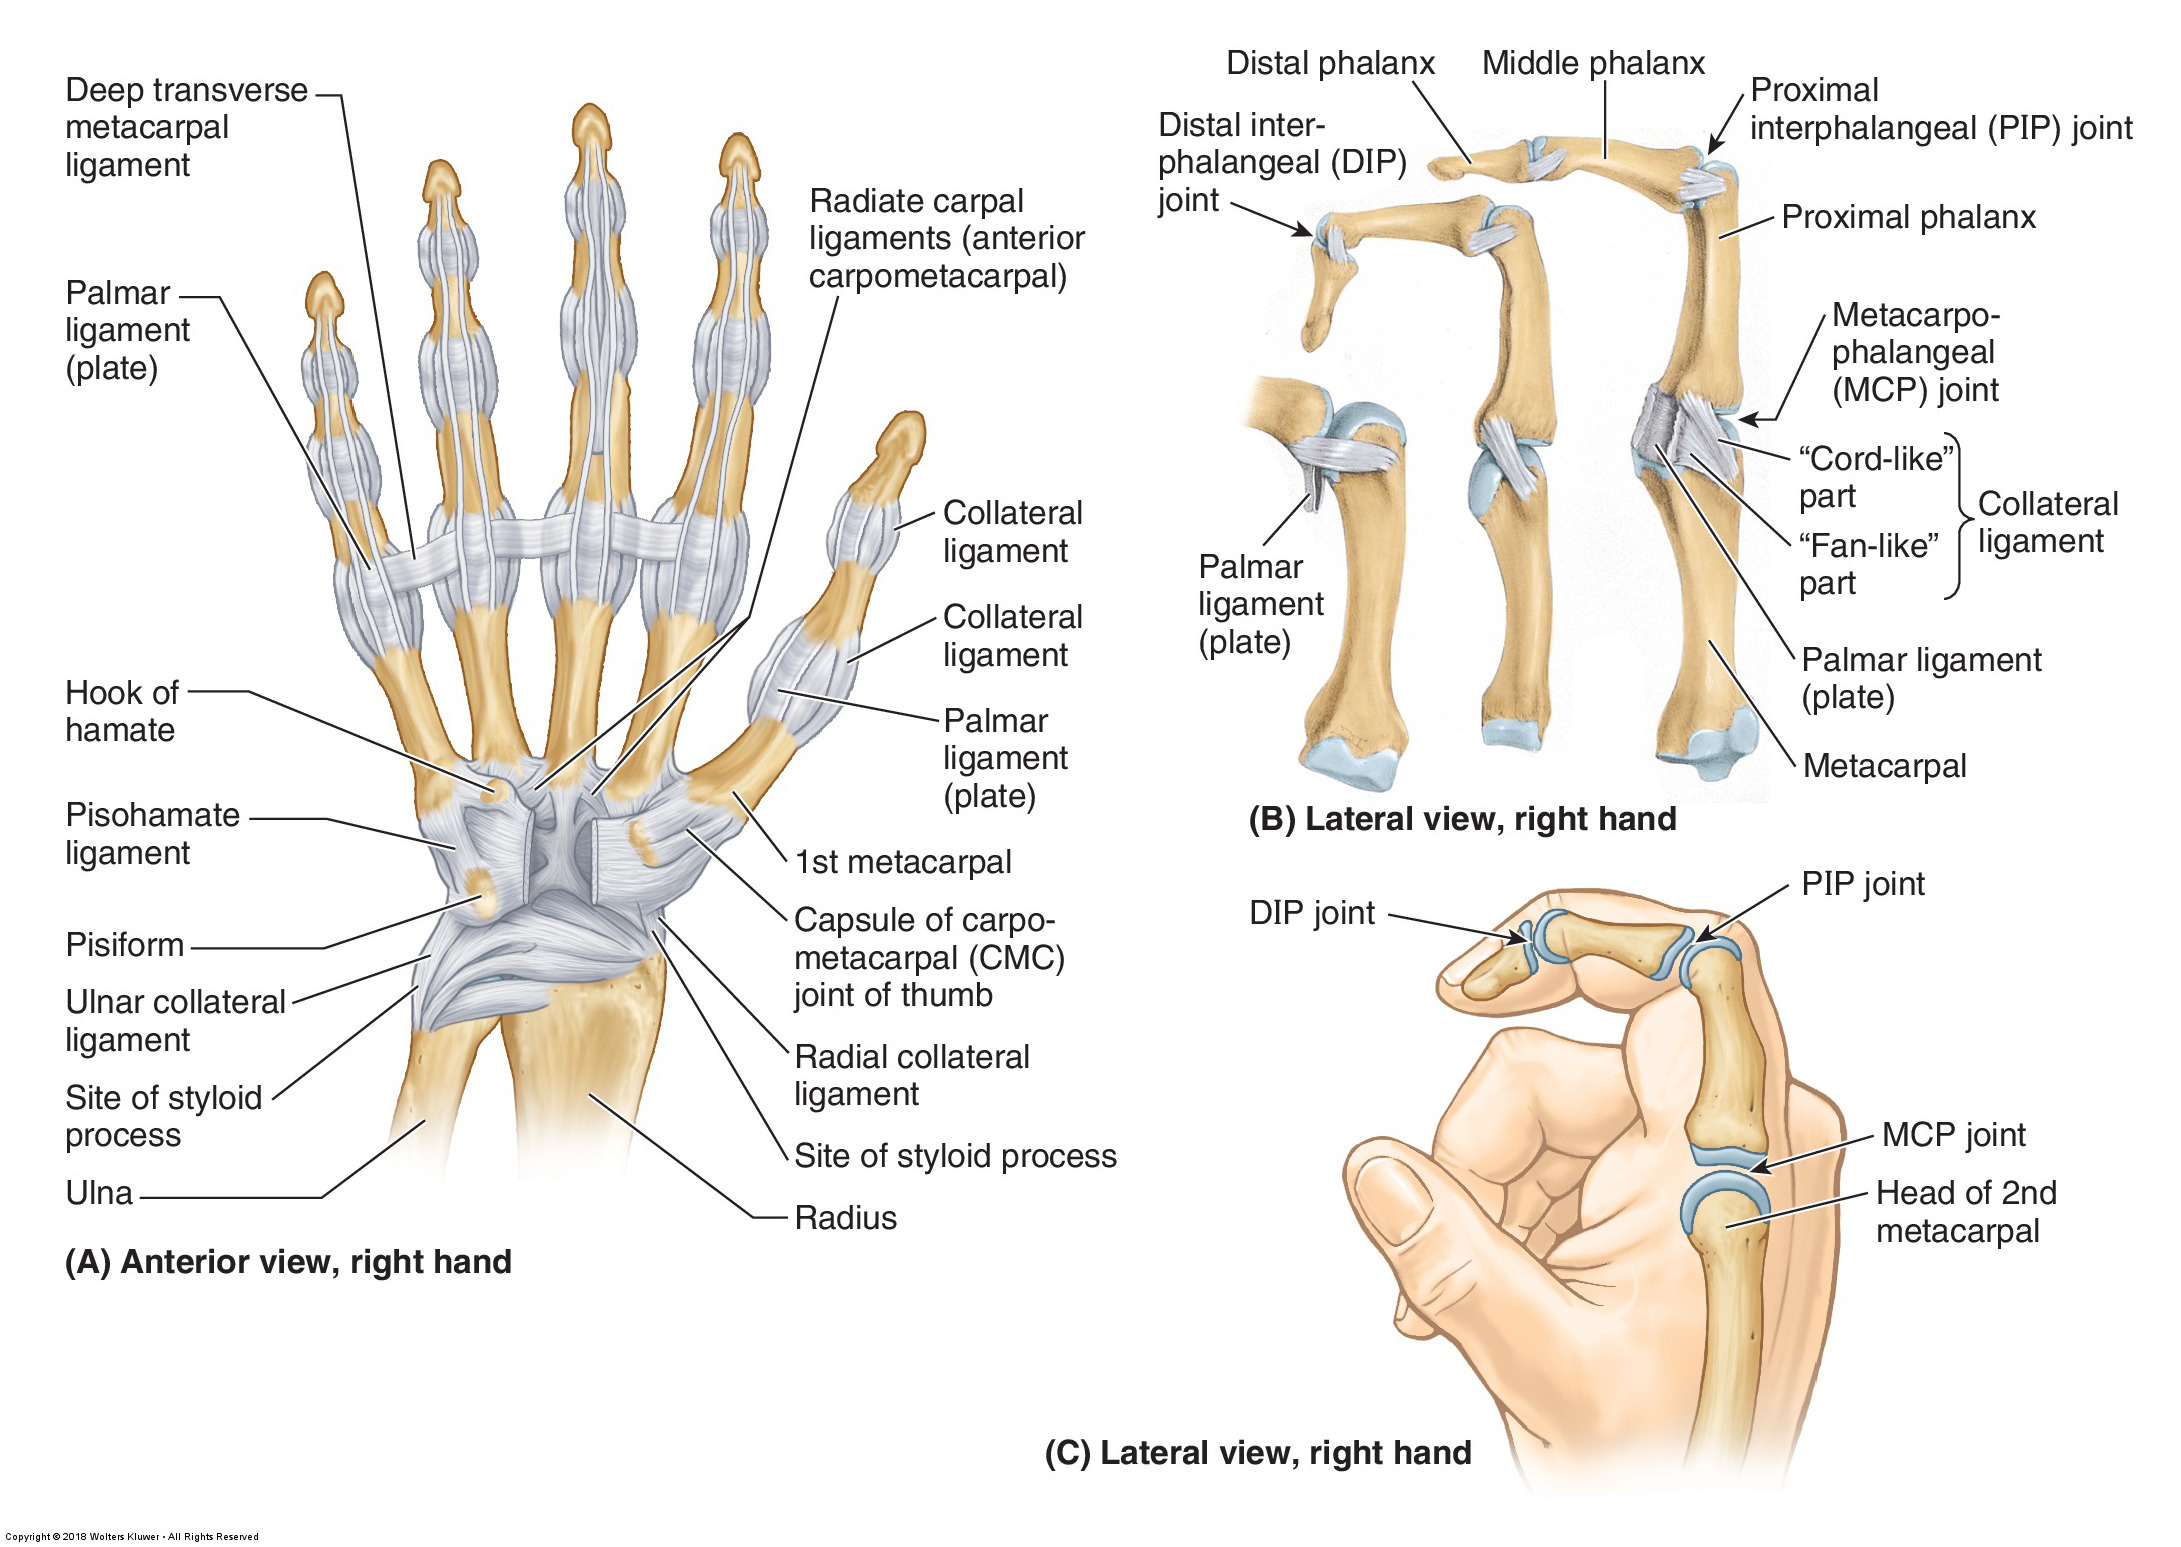 Deep transverse
metacarpal
ligament
Palmar
ligament
(plate)
Hook of
hamate
Pisohamate
ligament
Pisiform
Ulnar collateral
ligament
Site of styloid
process
Ulna
Radiate carpal
ligaments (anterior
carpometacarpal)
Collateral
ligament
Collateral
ligament
Palmar
ligament
(plate)
1st metacarpal
Capsule of carpo-
metacarpal (CMC)
joint of thumb
Radial collateral
ligament
Site of styloid process
Radius
(A) Anterior view, right hand
Distal phalanx
Middle phalanx
Proximal
interphalangeal (PIP) joint
Distal inter-
phalangeal (DIP)
joint
Proximal phalanx
Metacarpo-
phalangeal
(MCP) joint
“Cord-like”
part
“Fan-like”
part
Collateral
ligament
Palmar
ligament
(plate)
Palmar ligament
(plate)
Metacarpal
(B) Lateral view, right hand
DIP joint
PIP joint
MCP joint
Head of 2nd
metacarpal
(C) Lateral view, right hand
Copyright © 2018 Wolters Kluwer - All Rights Reserved